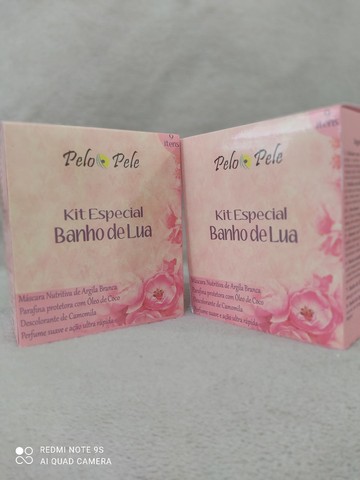 itens
Pelo Pele
Kit Especial
Banho de Lua
Máscara Nutritiva de Argila Branca
Parafina protetora com Óleo de Coco
Descolorante de Camomila
Perfume suave e ação ultra rápida
itens
Pelo Pele
Kit Especial
Banho de Lua
Máscara Nutritiva de Argila Branca
Parafina protetora com Óleo de Coco
Descolorante de Camomila
Perfume suave e ação ultra rápida
REDMI NOTE 9S
AI QUAD CAMERA